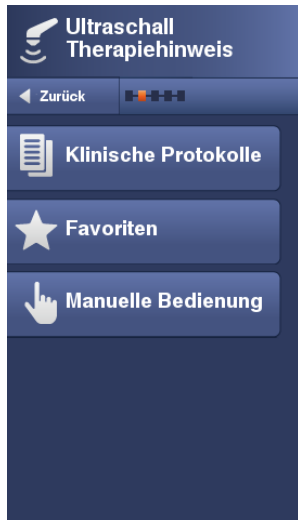 Ultraschall
Therapiehinweis
Zurück
Klinische Protokolle
Favoriten
Manuelle Bedienung